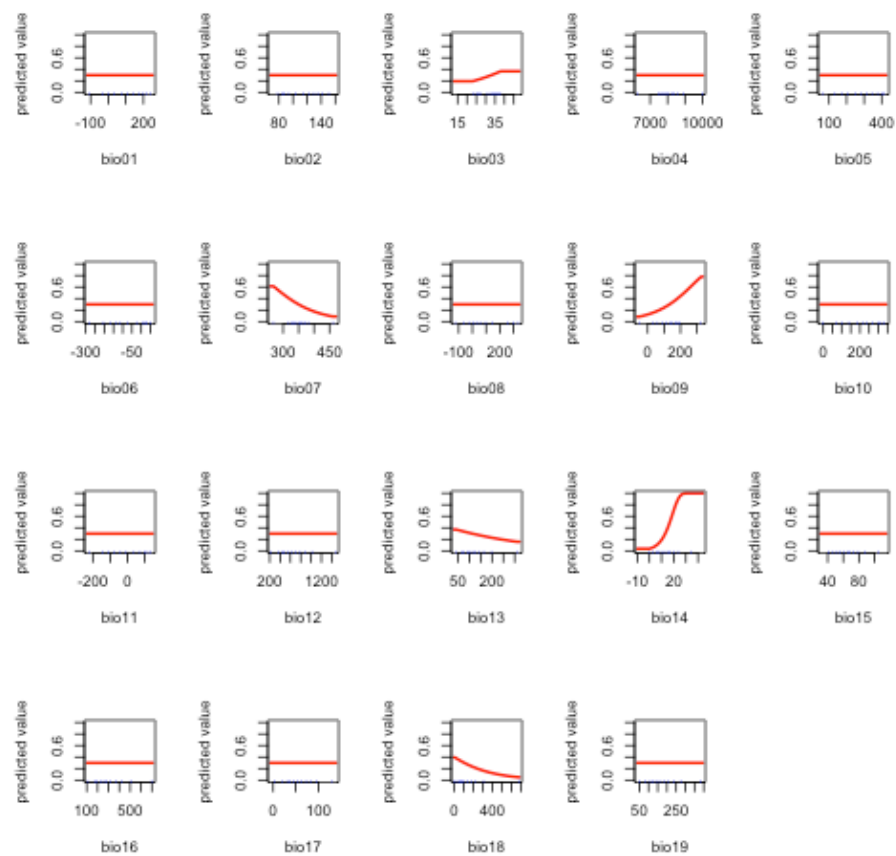 predicted value
0.0 0.6
-100 200
bio01
predicted value
0.0 0.6
80 140
bio02
predicted value
0.0 0.6
15 35
bio03
predicted value
0.0 0.6
7000 10000
bio04
predicted value
0.0 0.6
100 400
bio05
predicted value
0.0 0.6
-300 -50
bio06
predicted value
0.0 0.6
300 450
bio07
predicted value
0.0 0.6
-100 200
bio08
predicted value
0.0 0.6
0 200
bio09
predicted value
0.0 0.6
0 200
bio10
predicted value
0.0 0.6
-200 0
bio11
predicted value
0.0 0.6
200 1200
bio12
predicted value
0.0 0.6
50 200
bio13
predicted value
0.0 0.6
-10 20
bio14
predicted value
0.0 0.6
40 80
bio15
predicted value
0.0 0.6
100 500
bio16
predicted value
0.0 0.6
0 100
bio17
predicted value
0.0 0.6
0 400
bio18
predicted value
0.0 0.6
50 250
bio19